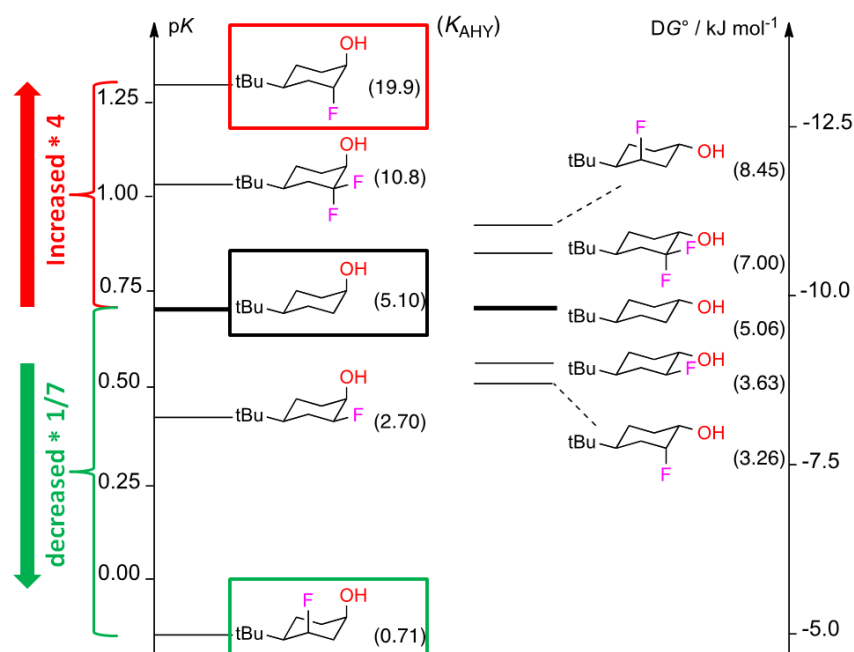 pK
(K_AHY)
DG° / kJ mol⁻¹
Increased * 4
decreased * 1/7
1.25
1.00
0.75
0.50
0.25
0.00
OH
tBu
F
(19.9)
OH
tBu
F
F
(10.8)
OH
tBu
(5.10)
OH
tBu
F
(2.70)
F
OH
tBu
(0.71)
F
tBu
OH
(8.45)
tBu
OH
F
F
(7.00)
tBu
OH
(5.06)
tBu
OH
F
(3.63)
tBu
OH
F
(3.26)
-12.5
-10.0
-7.5
-5.0